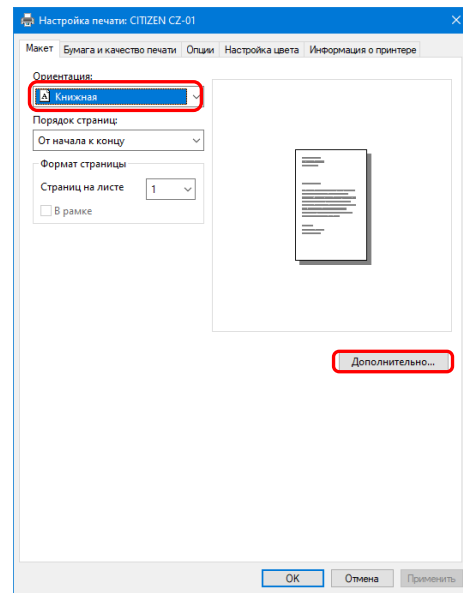 Настройка печати: CITIZEN CZ-01
Макет Бумага и качество печати Опции Настройка цвета Информация о принтере
Ориентация:
A Книжная
Порядок страниц:
От начала к концу
Формат страницы
Страниц на листе 1
В рамке
Дополнительно...
OK Отмена Применить